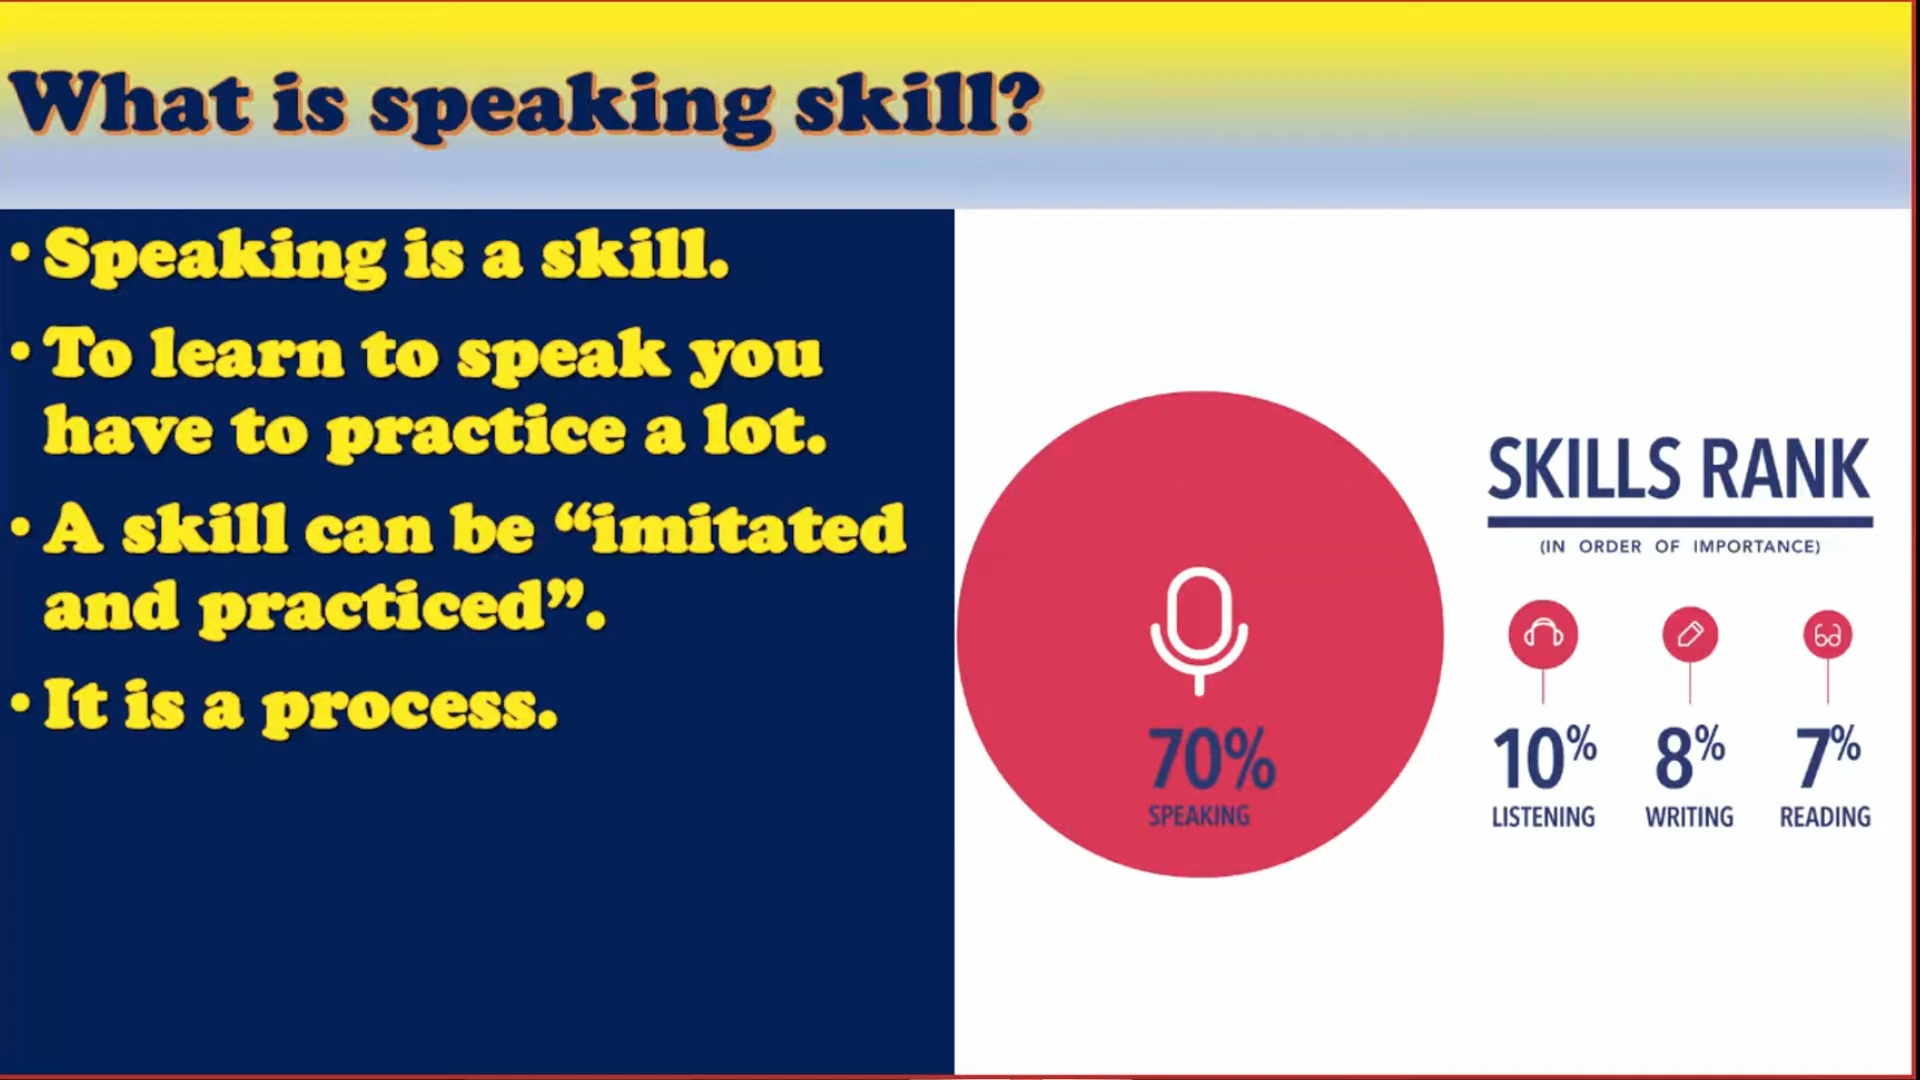 What is speaking skill?
• Speaking is a skill.
• To learn to speak you
have to practice a lot.
• A skill can be “imitated
and practiced”.
• It is a process.
70%
SPEAKING
SKILLS RANK
(IN ORDER OF IMPORTANCE)
10%
LISTENING
8%
WRITING
7%
READING